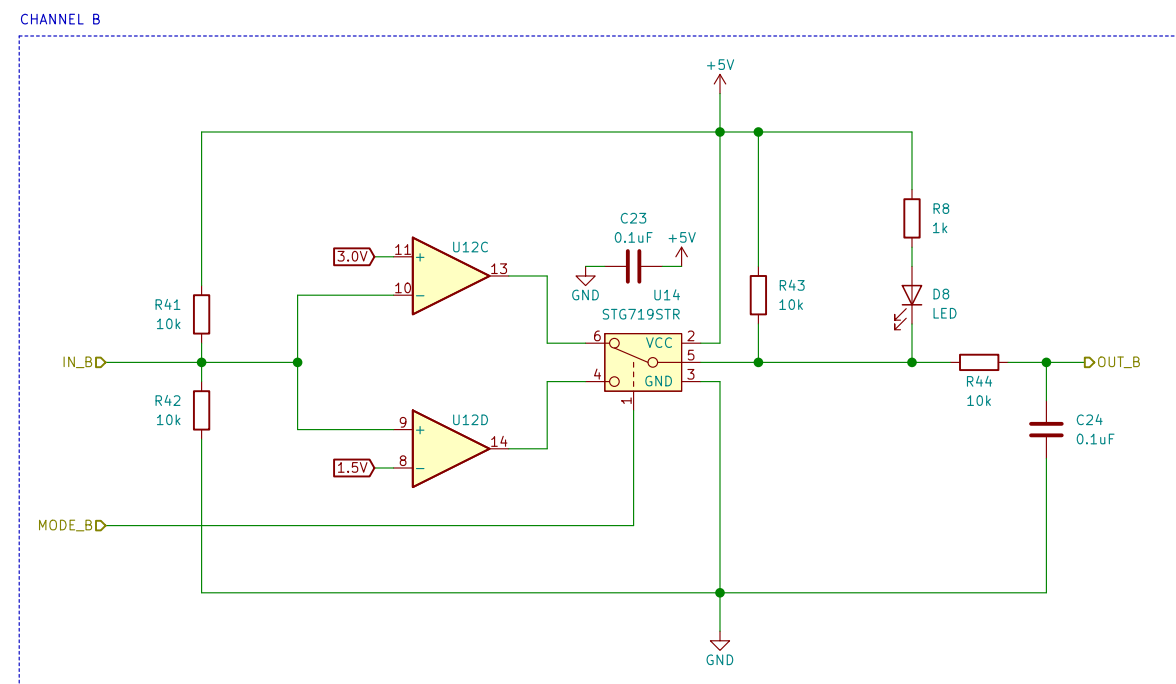 CHANNEL B
+5V
R8
1k
C23
0.1uF
+5V
3.0V
11
+
U12C
13
10
−
GND
U14
STG719STR
R43
10k
D8
LED
R41
10k
6
VCC
2
IN_B
5
OUT_B
4
GND
3
R44
10k
1
R42
10k
9
+
U12D
14
1.5V
8
−
C24
0.1uF
MODE_B
GND